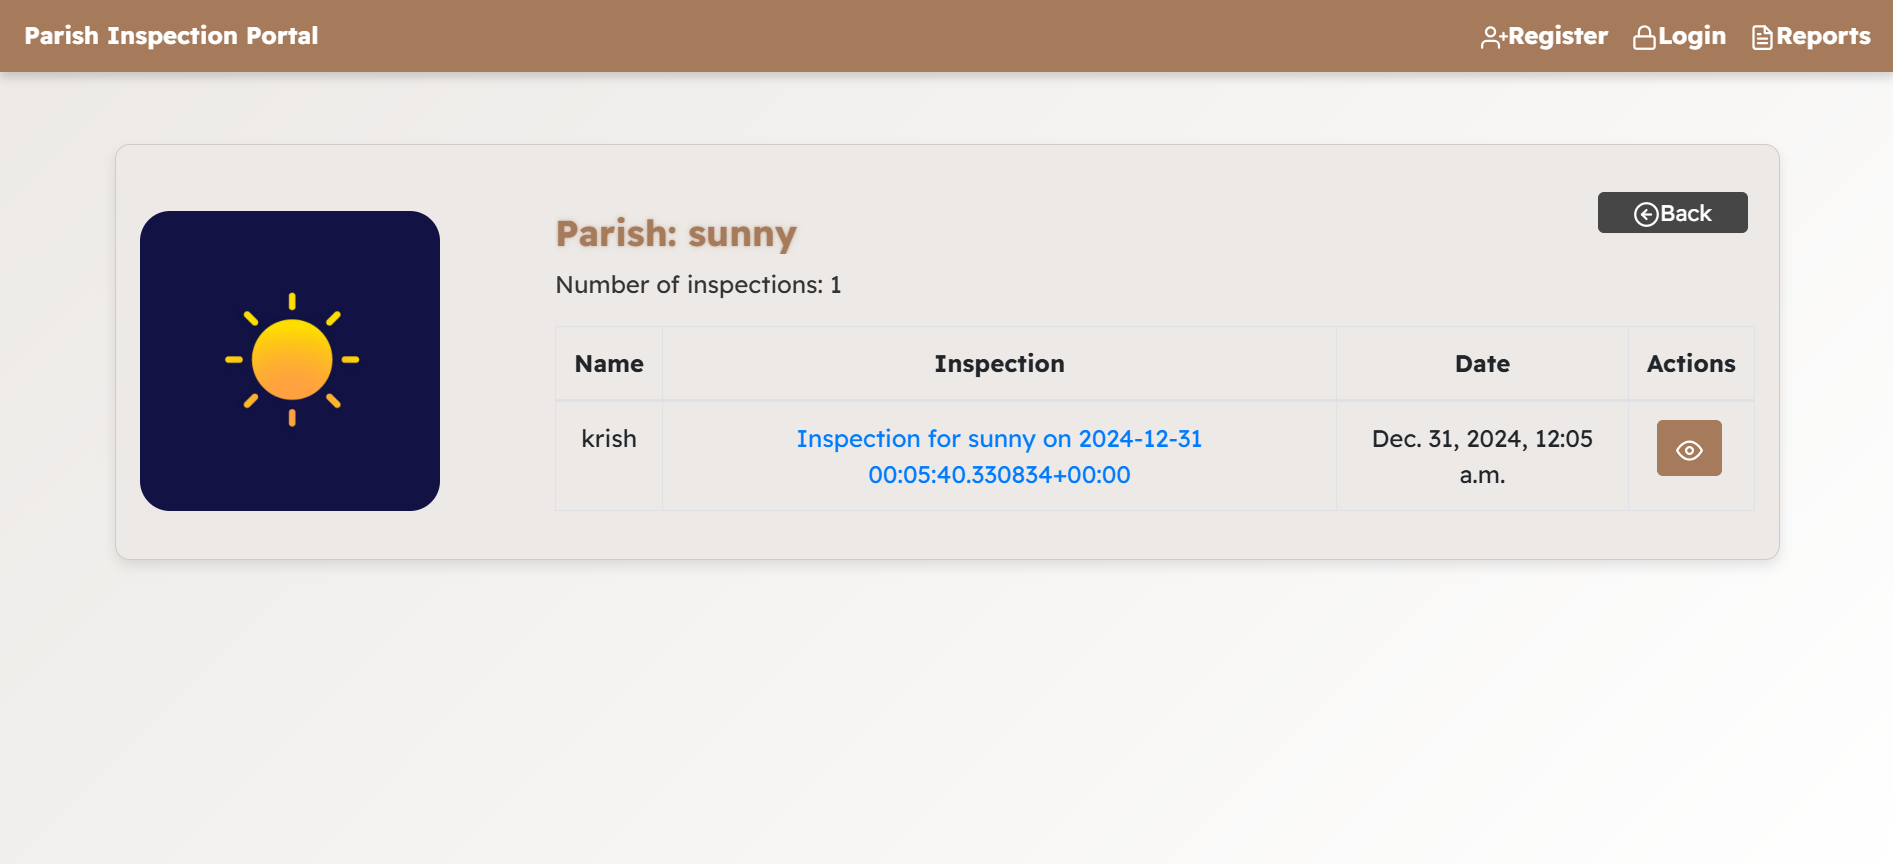 Parish Inspection Portal
Register Login Reports
Back
Parish: sunny
Number of inspections: 1
Name Inspection Date Actions
krish Inspection for sunny on 2024-12-31 Dec. 31, 2024, 12:05
00:05:40.330834+00:00 a.m.